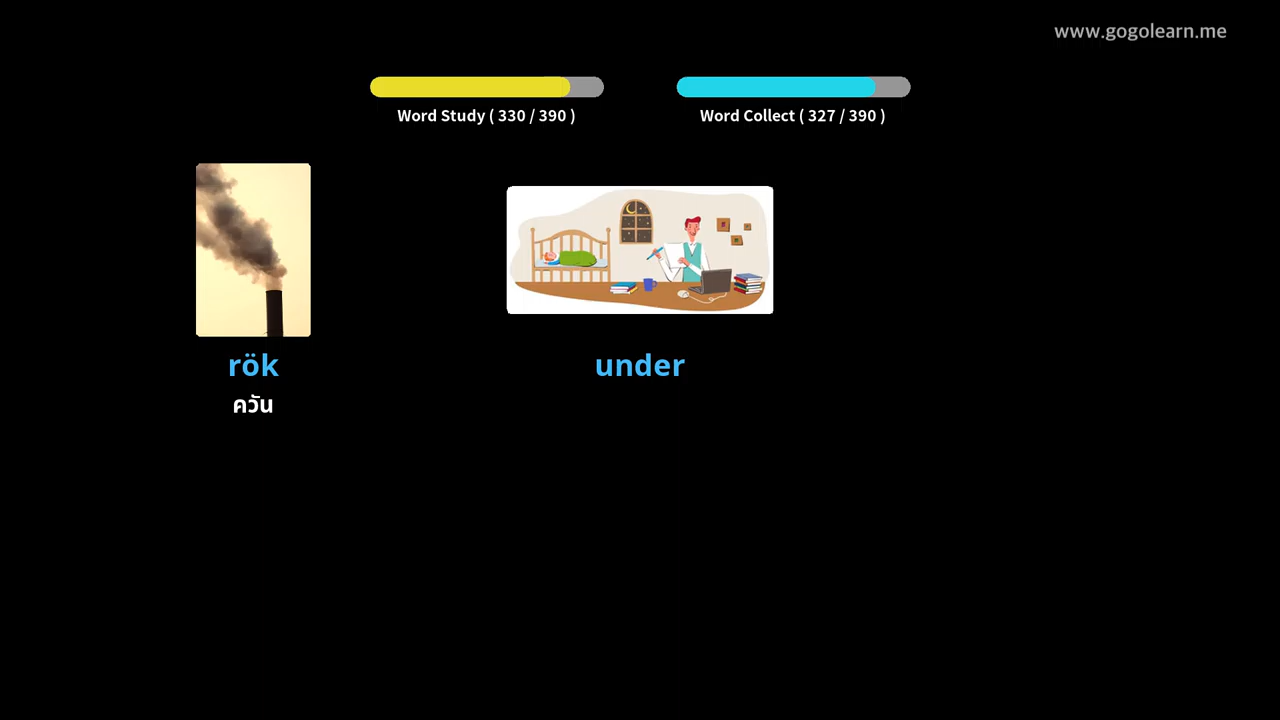 www.gogolearn.me
Word Study ( 330 / 390 )
Word Collect ( 327 / 390 )
rök
under
ควัน